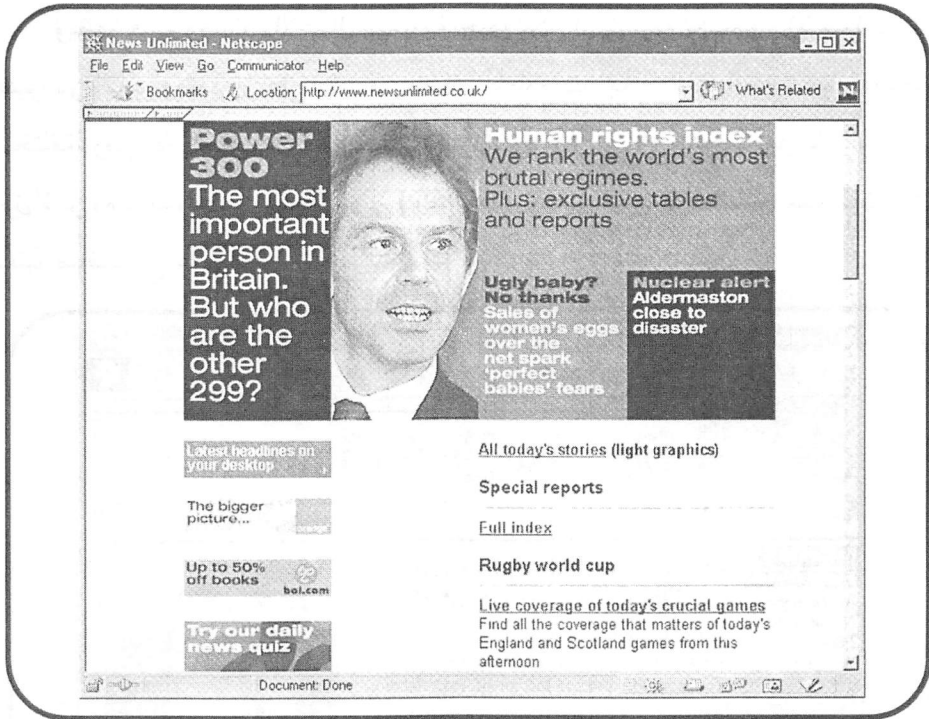 News Unlimited - Netscape
File Edit View Go Communicator Help
Bookmarks Location: http://www.newsunlimited.co.uk/ What's Related N
Power
300
The most
important
person in
Britain.
But who
are the
other
299?
Human rights index
We rank the world's most
brutal regimes.
Plus: exclusive tables
and reports
Ugly baby?
No thanks
Sales of
women's eggs
over the
net spark
'perfect
babies' fears
Nuclear alert
Aldermaston
close to
disaster
Latest headlines on
your desktop
The bigger
picture...
Up to 50%
off books
bol.com
Try our daily
news quiz
All today's stories (light graphics)
Special reports
Full index
Rugby world cup
Live coverage of today's crucial games
Find all the coverage that matters of today's
England and Scotland games from this
afternoon
Document: Done